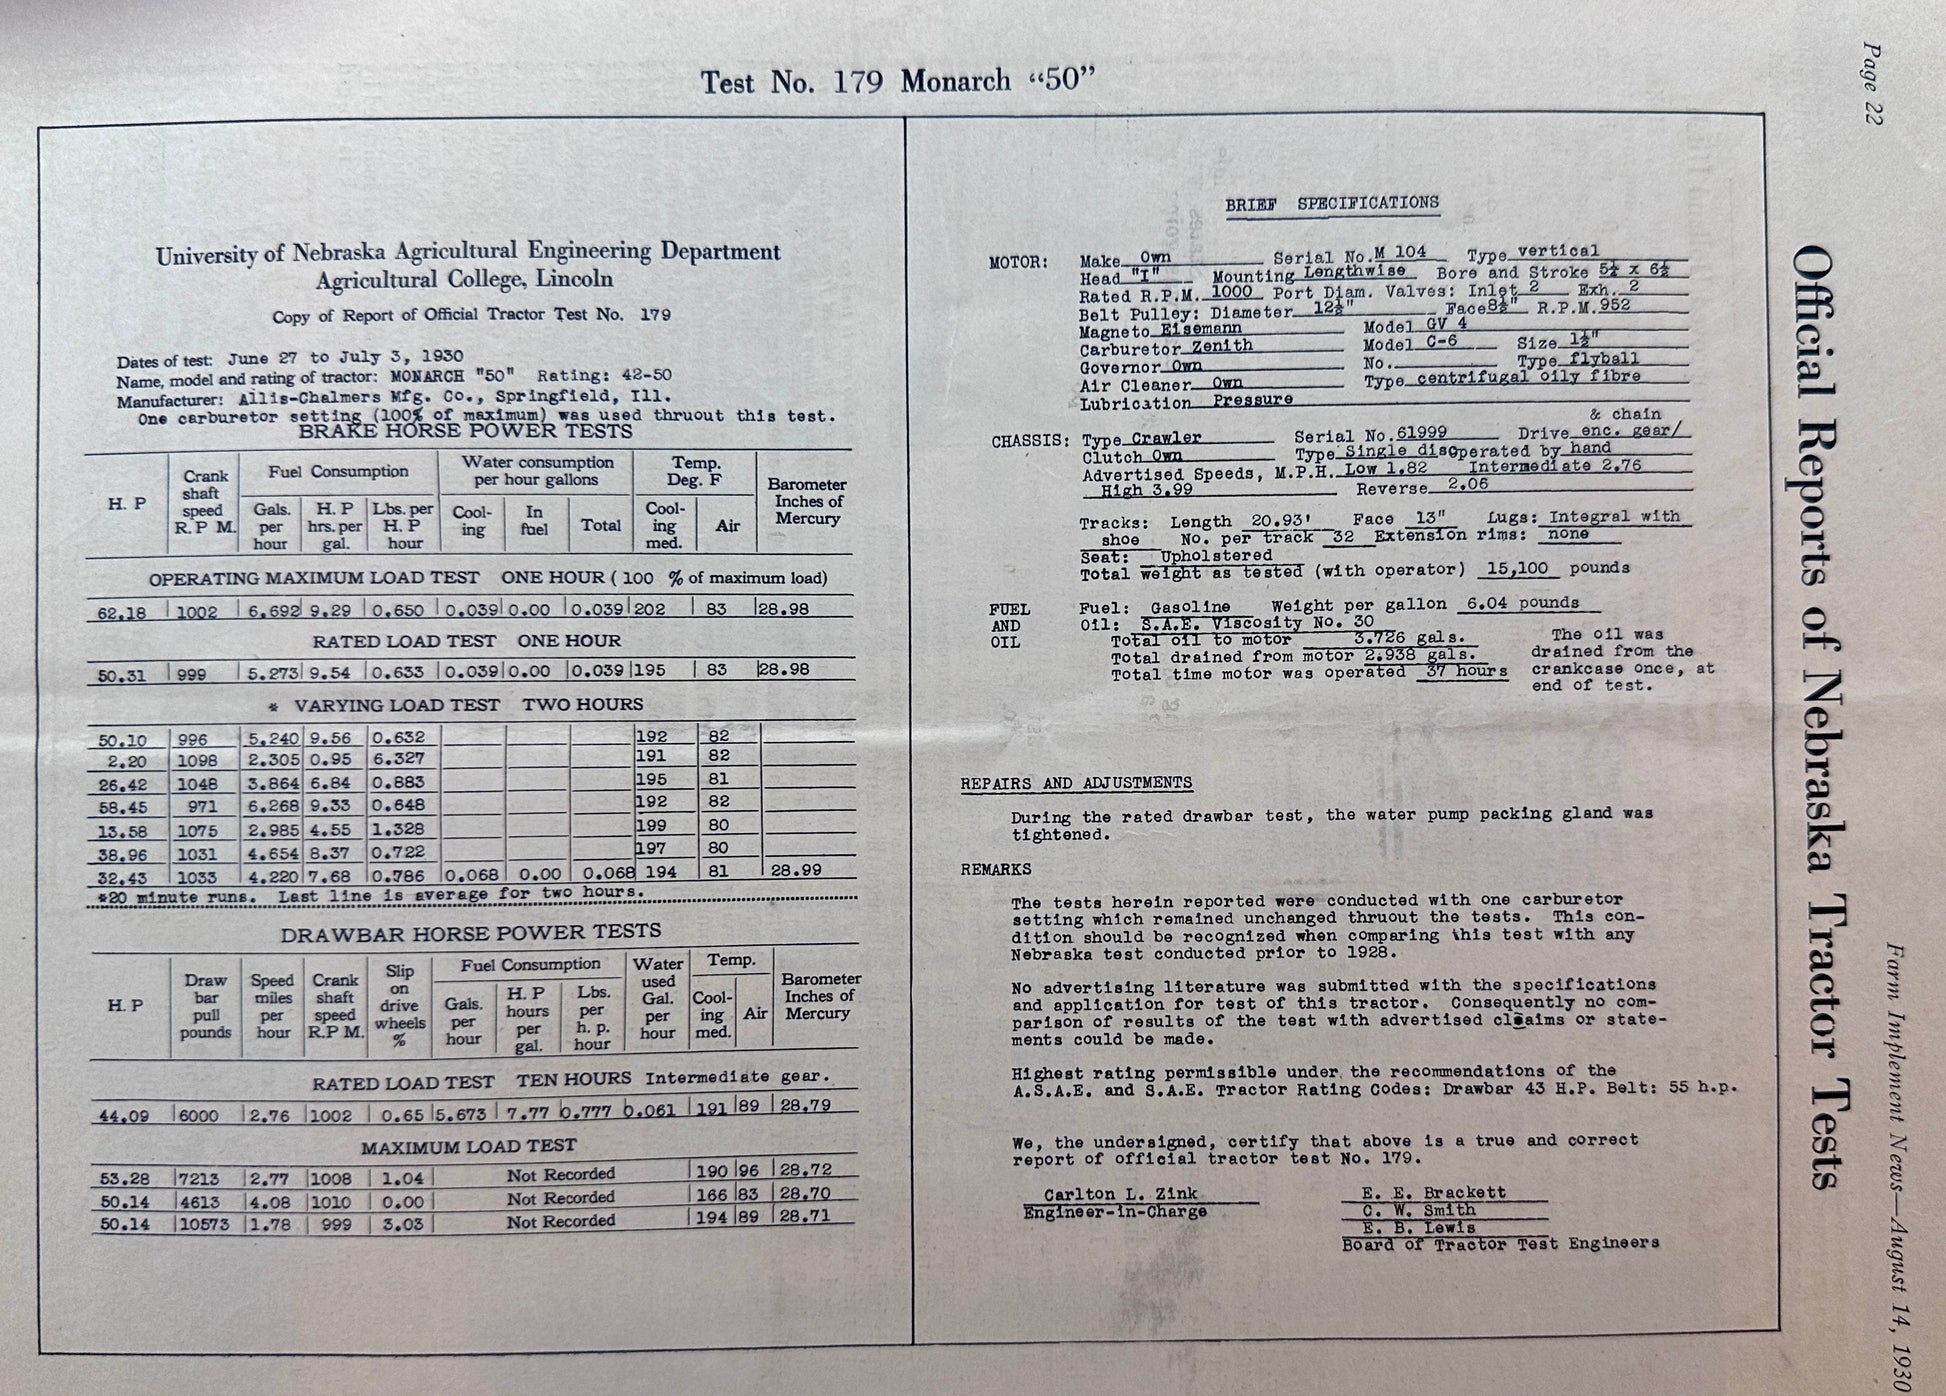 Test No. 179 Monarch “50”
University of Nebraska Agricultural Engineering Department
Agricultural College, Lincoln
Copy of Report of Official Tractor Test No. 179
Dates of test: June 27 to July 3, 1930
Name, model and rating of tractor: MONARCH "50" Rating: 42-50
Manufacturer: Allis-Chalmers Mfg. Co., Springfield, Ill.
One carburetor setting (100% of maximum) was used thruout this test.
BRAKE HORSE POWER TESTS
H. P
Crank shaft speed R. P M.
Fuel Consumption
Gals. per hour
H. P hrs. per gal.
Lbs. per H. P hour
Water consumption per hour gallons
Cool-ing
In fuel
Total
Temp. Deg. F
Cool-ing med.
Air
Barometer Inches of Mercury
OPERATING MAXIMUM LOAD TEST ONE HOUR ( 100 % of maximum load)
62.18 1002 6.692 9.29 0.650 0.039 0.00 0.039 202 83 28.98
RATED LOAD TEST ONE HOUR
50.31 999 5.273 9.54 0.633 0.039 0.00 0.039 195 83 28.98
* VARYING LOAD TEST TWO HOURS
50.10 996 5.240 9.56 0.632 192 82
2.20 1098 2.305 0.95 6.327 191 82
26.42 1048 3.864 6.84 0.883 195 81
58.45 971 6.268 9.33 0.648 192 82
13.58 1075 2.985 4.55 1.328 199 80
38.96 1031 4.654 8.37 0.722 197 80
32.43 1033 4.220 7.68 0.786 0.068 0.00 0.068 194 81 28.99
*20 minute runs. Last line is average for two hours.
DRAWBAR HORSE POWER TESTS
H. P
Draw bar pull pounds
Speed miles per hour
Crank shaft speed R.P M.
Slip on drive wheels %
Fuel Consumption
Gals. per hour
H. P hours per gal.
Lbs. per h. p. hour
Water used Gal. per hour
Temp.
Cool-ing med.
Air
Barometer Inches of Mercury
RATED LOAD TEST TEN HOURS Intermediate gear.
44.09 6000 2.76 1002 0.65 5.673 7.77 0.777 0.061 191 89 28.79
MAXIMUM LOAD TEST
53.28 7213 2.77 1008 1.04 Not Recorded 190 96 28.72
50.14 4613 4.08 1010 0.00 Not Recorded 166 83 28.70
50.14 10573 1.78 999 3.03 Not Recorded 194 89 28.71
BRIEF SPECIFICATIONS
MOTOR: Make Own Serial No. M 104 Type vertical
Head "I" Mounting Lengthwise Bore and Stroke 5¼ x 6½
Rated R.P.M. 1000 Port Diam. Valves: Inlet 2 Exh. 2
Belt Pulley: Diameter 12½" Face 8½" R.P.M. 952
Magneto Eisemann Model GV 4
Carburetor Zenith Model C-6 Size 1½"
Governor Own No. Type flyball
Air Cleaner Own Type centrifugal oily fibre
Lubrication Pressure
& chain
CHASSIS: Type Crawler Serial No. 61999 Drive enc. gear/
Clutch Own Type Single disc Operated by hand
Advertised Speeds, M.P.H. Low 1.82 Intermediate 2.76
High 3.99 Reverse 2.06
Tracks: Length 20.93' Face 13" Lugs: Integral with
shoe No. per track 32 Extension rims: none
Seat: Upholstered
Total weight as tested (with operator) 15,100 pounds
FUEL AND OIL
Fuel: Gasoline Weight per gallon 6.04 pounds
Oil: S.A.E. Viscosity No. 30
Total oil to motor 3.726 gals.
Total drained from motor 2.938 gals.
Total time motor was operated 37 hours
The oil was
drained from the
crankcase once, at
end of test.
REPAIRS AND ADJUSTMENTS
During the rated drawbar test, the water pump packing gland was
tightened.
REMARKS
The tests herein reported were conducted with one carburetor
setting which remained unchanged thruout the tests. This con-
dition should be recognized when comparing this test with any
Nebraska test conducted prior to 1928.
No advertising literature was submitted with the specifications
and application for test of this tractor. Consequently no com-
parison of results of the test with advertised claims or state-
ments could be made.
Highest rating permissible under the recommendations of the
A.S.A.E. and S.A.E. Tractor Rating Codes: Drawbar 43 H.P. Belt: 55 h.p.
We, the undersigned, certify that above is a true and correct
report of official tractor test No. 179.
Carlton L. Zink
Engineer-in-Charge
E. E. Brackett
C. W. Smith
E. B. Lewis
Board of Tractor Test Engineers
Page 22
Official Reports of Nebraska Tractor Tests
Farm Implement News—August 14, 1930